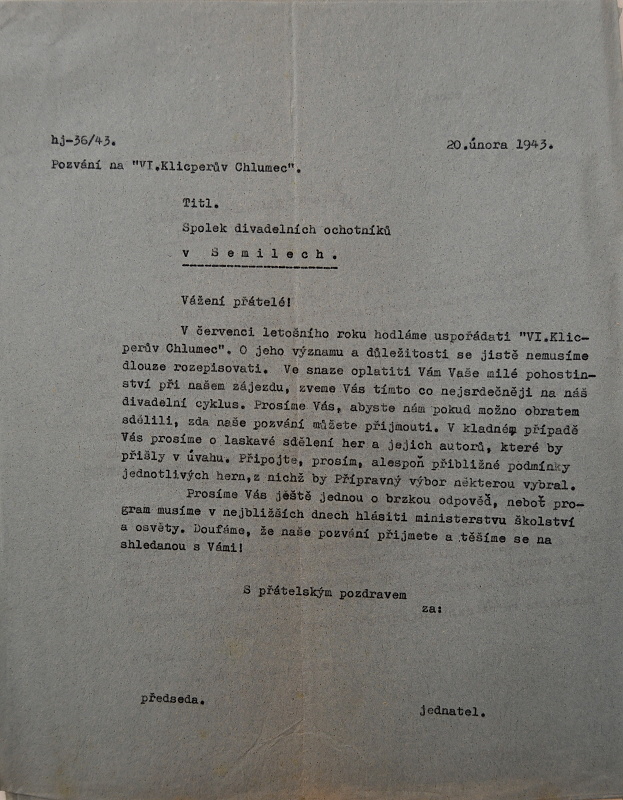 hj-36/43.
20.února 1943.
Pozvání na "VI.Klicperův Chlumec".
Titl.
Spolek divadelních ochotníků
v S e m i l e c h .
Vážení přátelé!
V červenci letošního roku hodláme uspořádati "VI.Klic-
perův Chlumec". O jeho významu a důležitosti se jistě nemusíme
dlouze rozepisovati. Ve snaze oplatiti Vám Vaše milé pohostin-
ství při našem zájezdu, zveme Vás tímto co nejsrdečněji na náš
divadelní cyklus. Prosíme Vás, abyste nám pokud možno obratem
sdělili, zda naše pozvání můžete přijmouti. V kladném případě
Vás prosíme o laskavé sdělení her a jejich autorů, které by
přišly v úvahu. Připojte, prosím, alespoň přibližné podmínky
jednotlivých hern,z nichž by Přípravný výbor některou vybral.
Prosíme Vás ještě jednou o brzkou odpověď, neboť pro-
gram musíme v nejbližších dnech hlásiti ministerstvu školství
a osvěty. Doufáme, že naše pozvání přijmete a těšíme se na
shledanou s Vámi!
S přátelským pozdravem
za:
předseda.
jednatel.